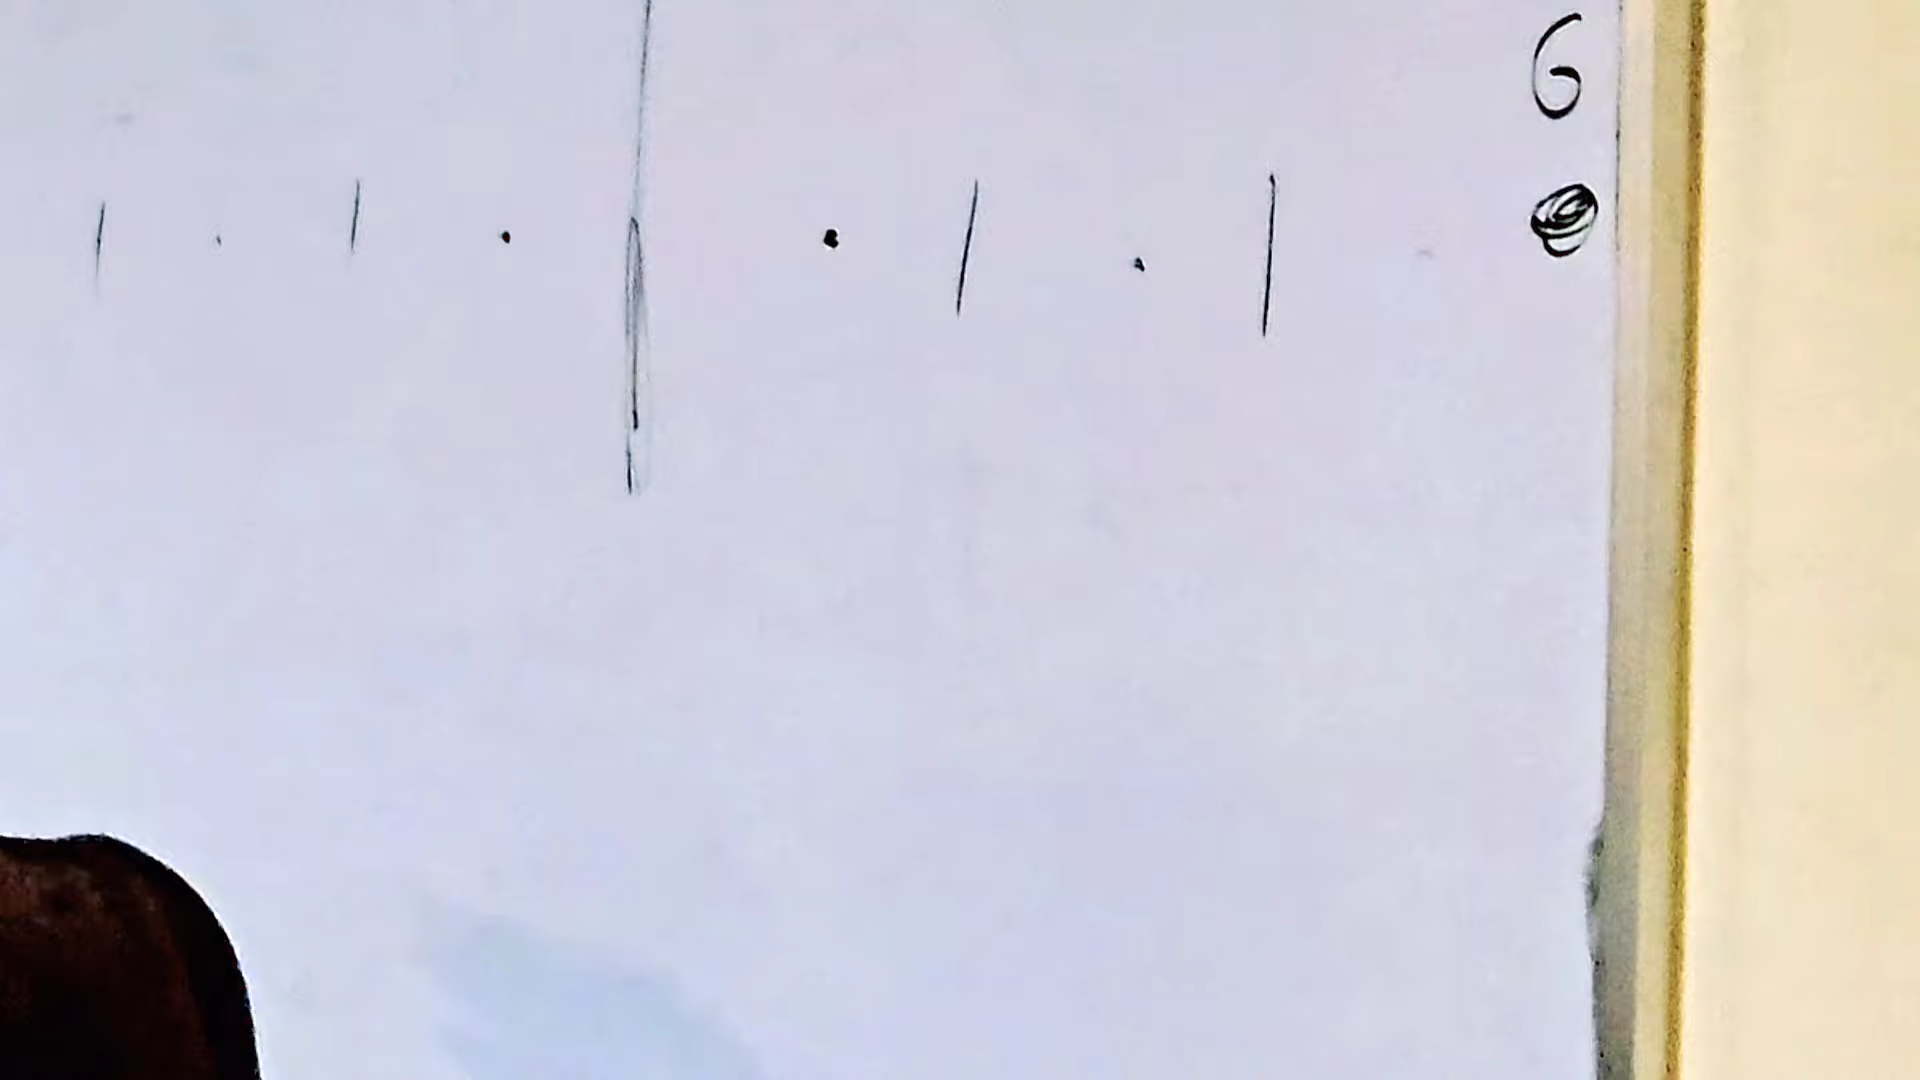 6
| . | . | . | . |